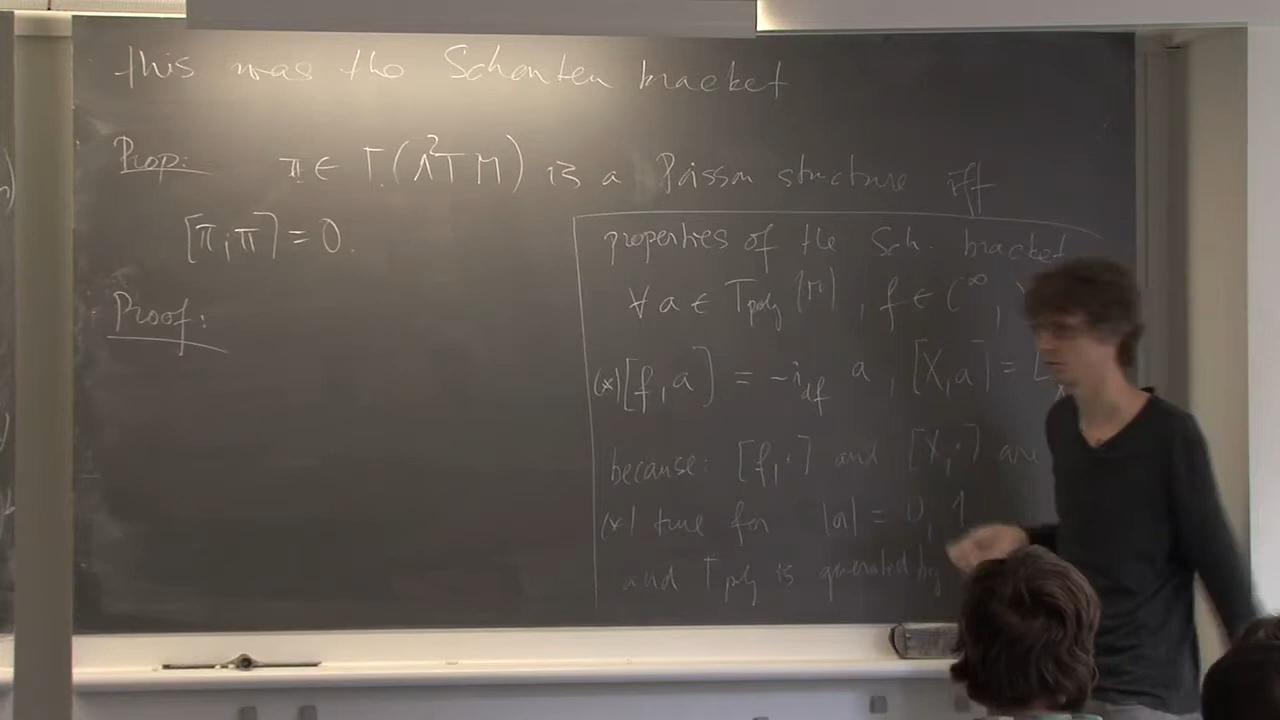 this was the Schouten bracket
Prop: π ∈ Γ(Λ²TM) is a Poisson structure iff
[π,π] = 0.
Proof:
properties of the Sch. bracket
∀ a ∈ Tpoly(M), f ∈ C^∞,
(*) [f,a] = -i_df a, [X,a] = L_X
because: [f,·] and [X,·] are
(*) true for |a| = 0, 1
and Tpoly is generated by